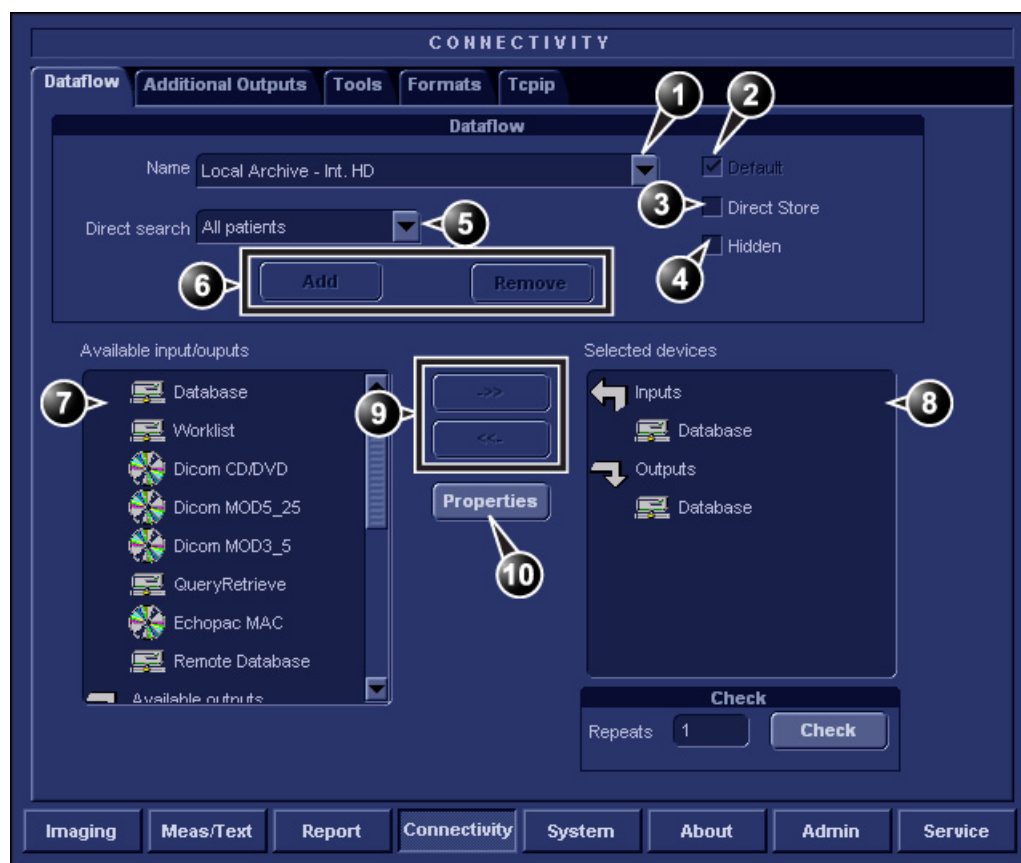 CONNECTIVITY
Dataflow Additional Outputs Tools Formats Tcpip
1 2
Dataflow
Name Local Archive - Int. HD Default
3 Direct Store
Direct search All patients 5
Hidden
4
6 Add Remove
Available input/ouputs Selected devices
7 Database 9 ->> Inputs 8
Worklist <<- Database
Dicom CD/DVD Outputs
Dicom MOD5_25 Properties Database
Dicom MOD3_5
10
QueryRetrieve
Echopac MAC
Remote Database
Available outputs
Check
Repeats 1 Check
Imaging Meas/Text Report Connectivity System About Admin Service